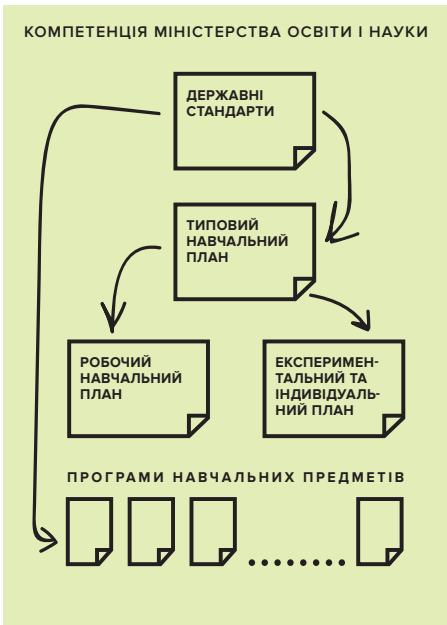 КОМПЕТЕНЦІЯ МІНІСТЕРСТВА ОСВІТИ І НАУКИ
ДЕРЖАВНІ
СТАНДАРТИ
ТИПОВИЙ
НАВЧАЛЬНИЙ
ПЛАН
РОБОЧИЙ
НАВЧАЛЬНИЙ
ПЛАН
ЕКСПЕРИМЕН-
ТАЛЬНИЙ ТА
ІНДИВІДУАЛЬ-
НИЙ ПЛАН
ПРОГРАМИ НАВЧАЛЬНИХ ПРЕДМЕТІВ